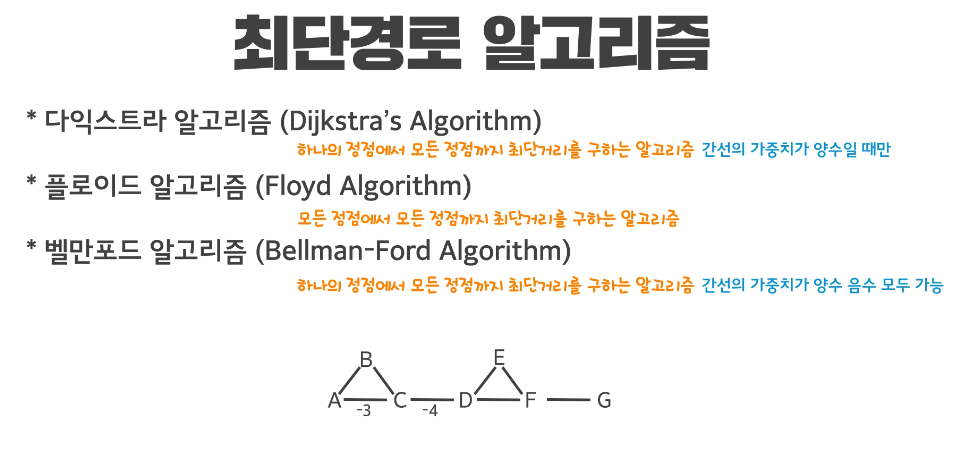 최단경로 알고리즘
* 다익스트라 알고리즘 (Dijkstra's Algorithm)
하나의 정점에서 모든 정점까지 최단거리를 구하는 알고리즘 간선의 가중치가 양수일 때만
* 플로이드 알고리즘 (Floyd Algorithm)
모든 정점에서 모든 정점까지 최단거리를 구하는 알고리즘
* 벨만포드 알고리즘 (Bellman-Ford Algorithm)
하나의 정점에서 모든 정점까지 최단거리를 구하는 알고리즘 간선의 가중치가 양수 음수 모두 가능
B E
A C D F G
-3 -4